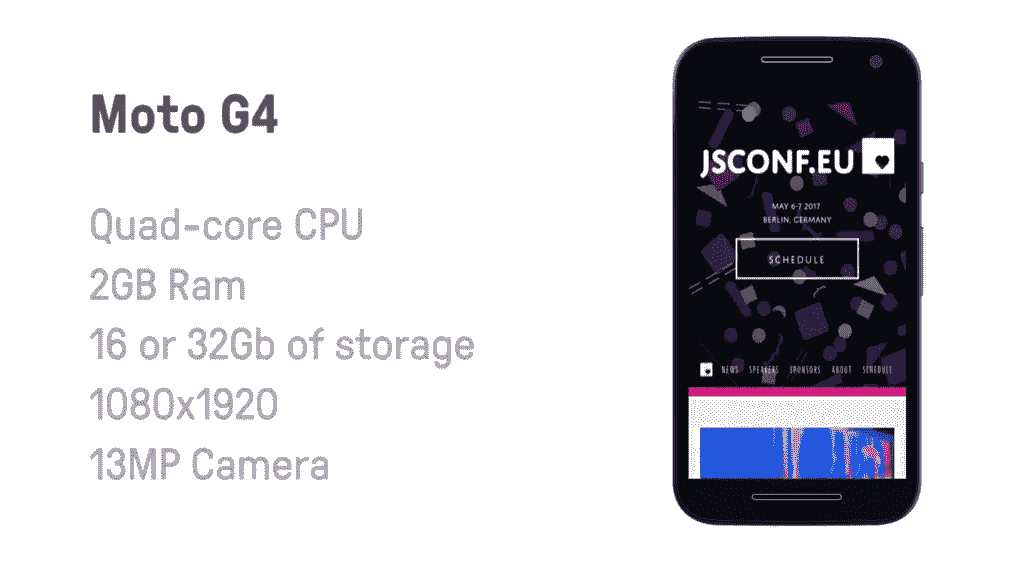 Moto G4
Quad-core CPU
2GB Ram
16 or 32Gb of storage
1080x1920
13MP Camera
JSCONF.EU
MAY 6-7 2017
BERLIN, GERMANY
SCHEDULE
NEWS SPEAKERS SPONSORS ABOUT SCHEDULE